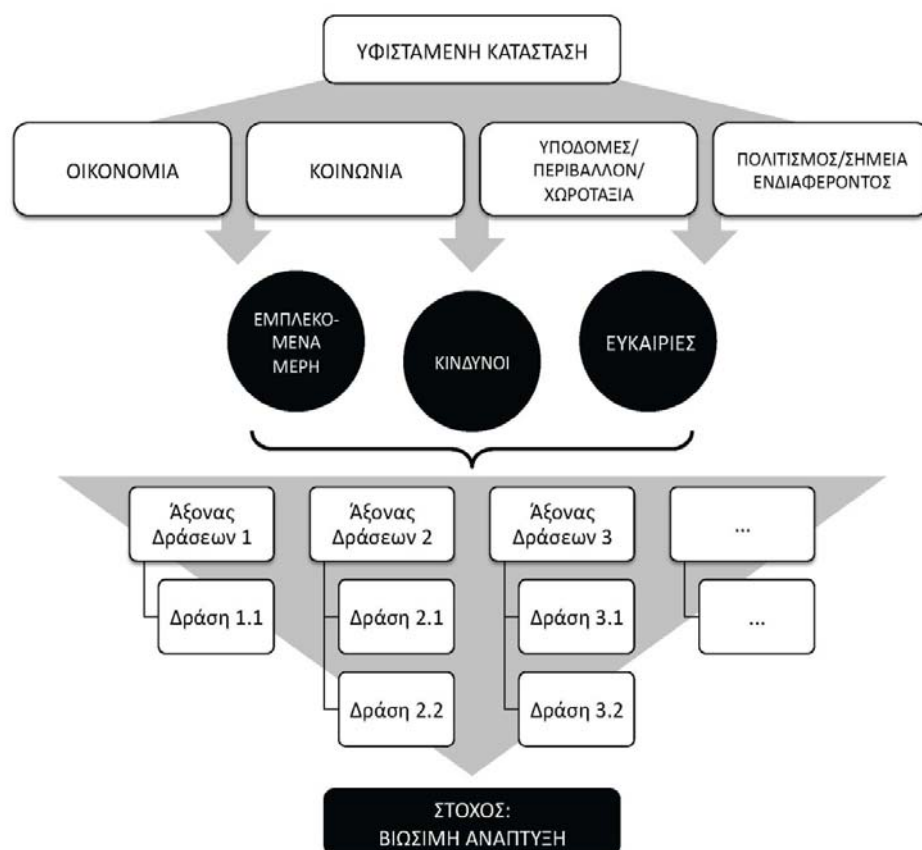 ΥΦΙΣΤΑΜΕΝΗ ΚΑΤΑΣΤΑΣΗ
ΟΙΚΟΝΟΜΙΑ
ΚΟΙΝΩΝΙΑ
ΥΠΟΔΟΜΕΣ/
ΠΕΡΙΒΑΛΛΟΝ/
ΧΩΡΟΤΑΞΙΑ
ΠΟΛΙΤΙΣΜΟΣ/ΣΗΜΕΙΑ
ΕΝΔΙΑΦΕΡΟΝΤΟΣ
ΕΜΠΛΕΚΟ-
ΜΕΝΑ
ΜΕΡΗ
ΚΙΝΔΥΝΟΙ
ΕΥΚΑΙΡΙΕΣ
Άξονας
Δράσεων 1
Δράση 1.1
Άξονας
Δράσεων 2
Δράση 2.1
Δράση 2.2
Άξονας
Δράσεων 3
Δράση 3.1
Δράση 3.2
...
...
ΣΤΟΧΟΣ:
ΒΙΩΣΙΜΗ ΑΝΑΠΤΥΞΗ